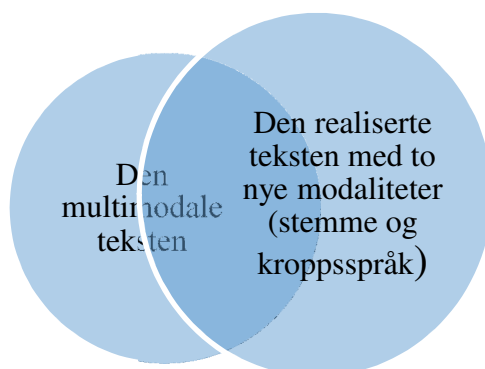 Den
multimodale
teksten
Den realiserte
teksten med to
nye modaliteter
(stemme og
kroppsspråk)